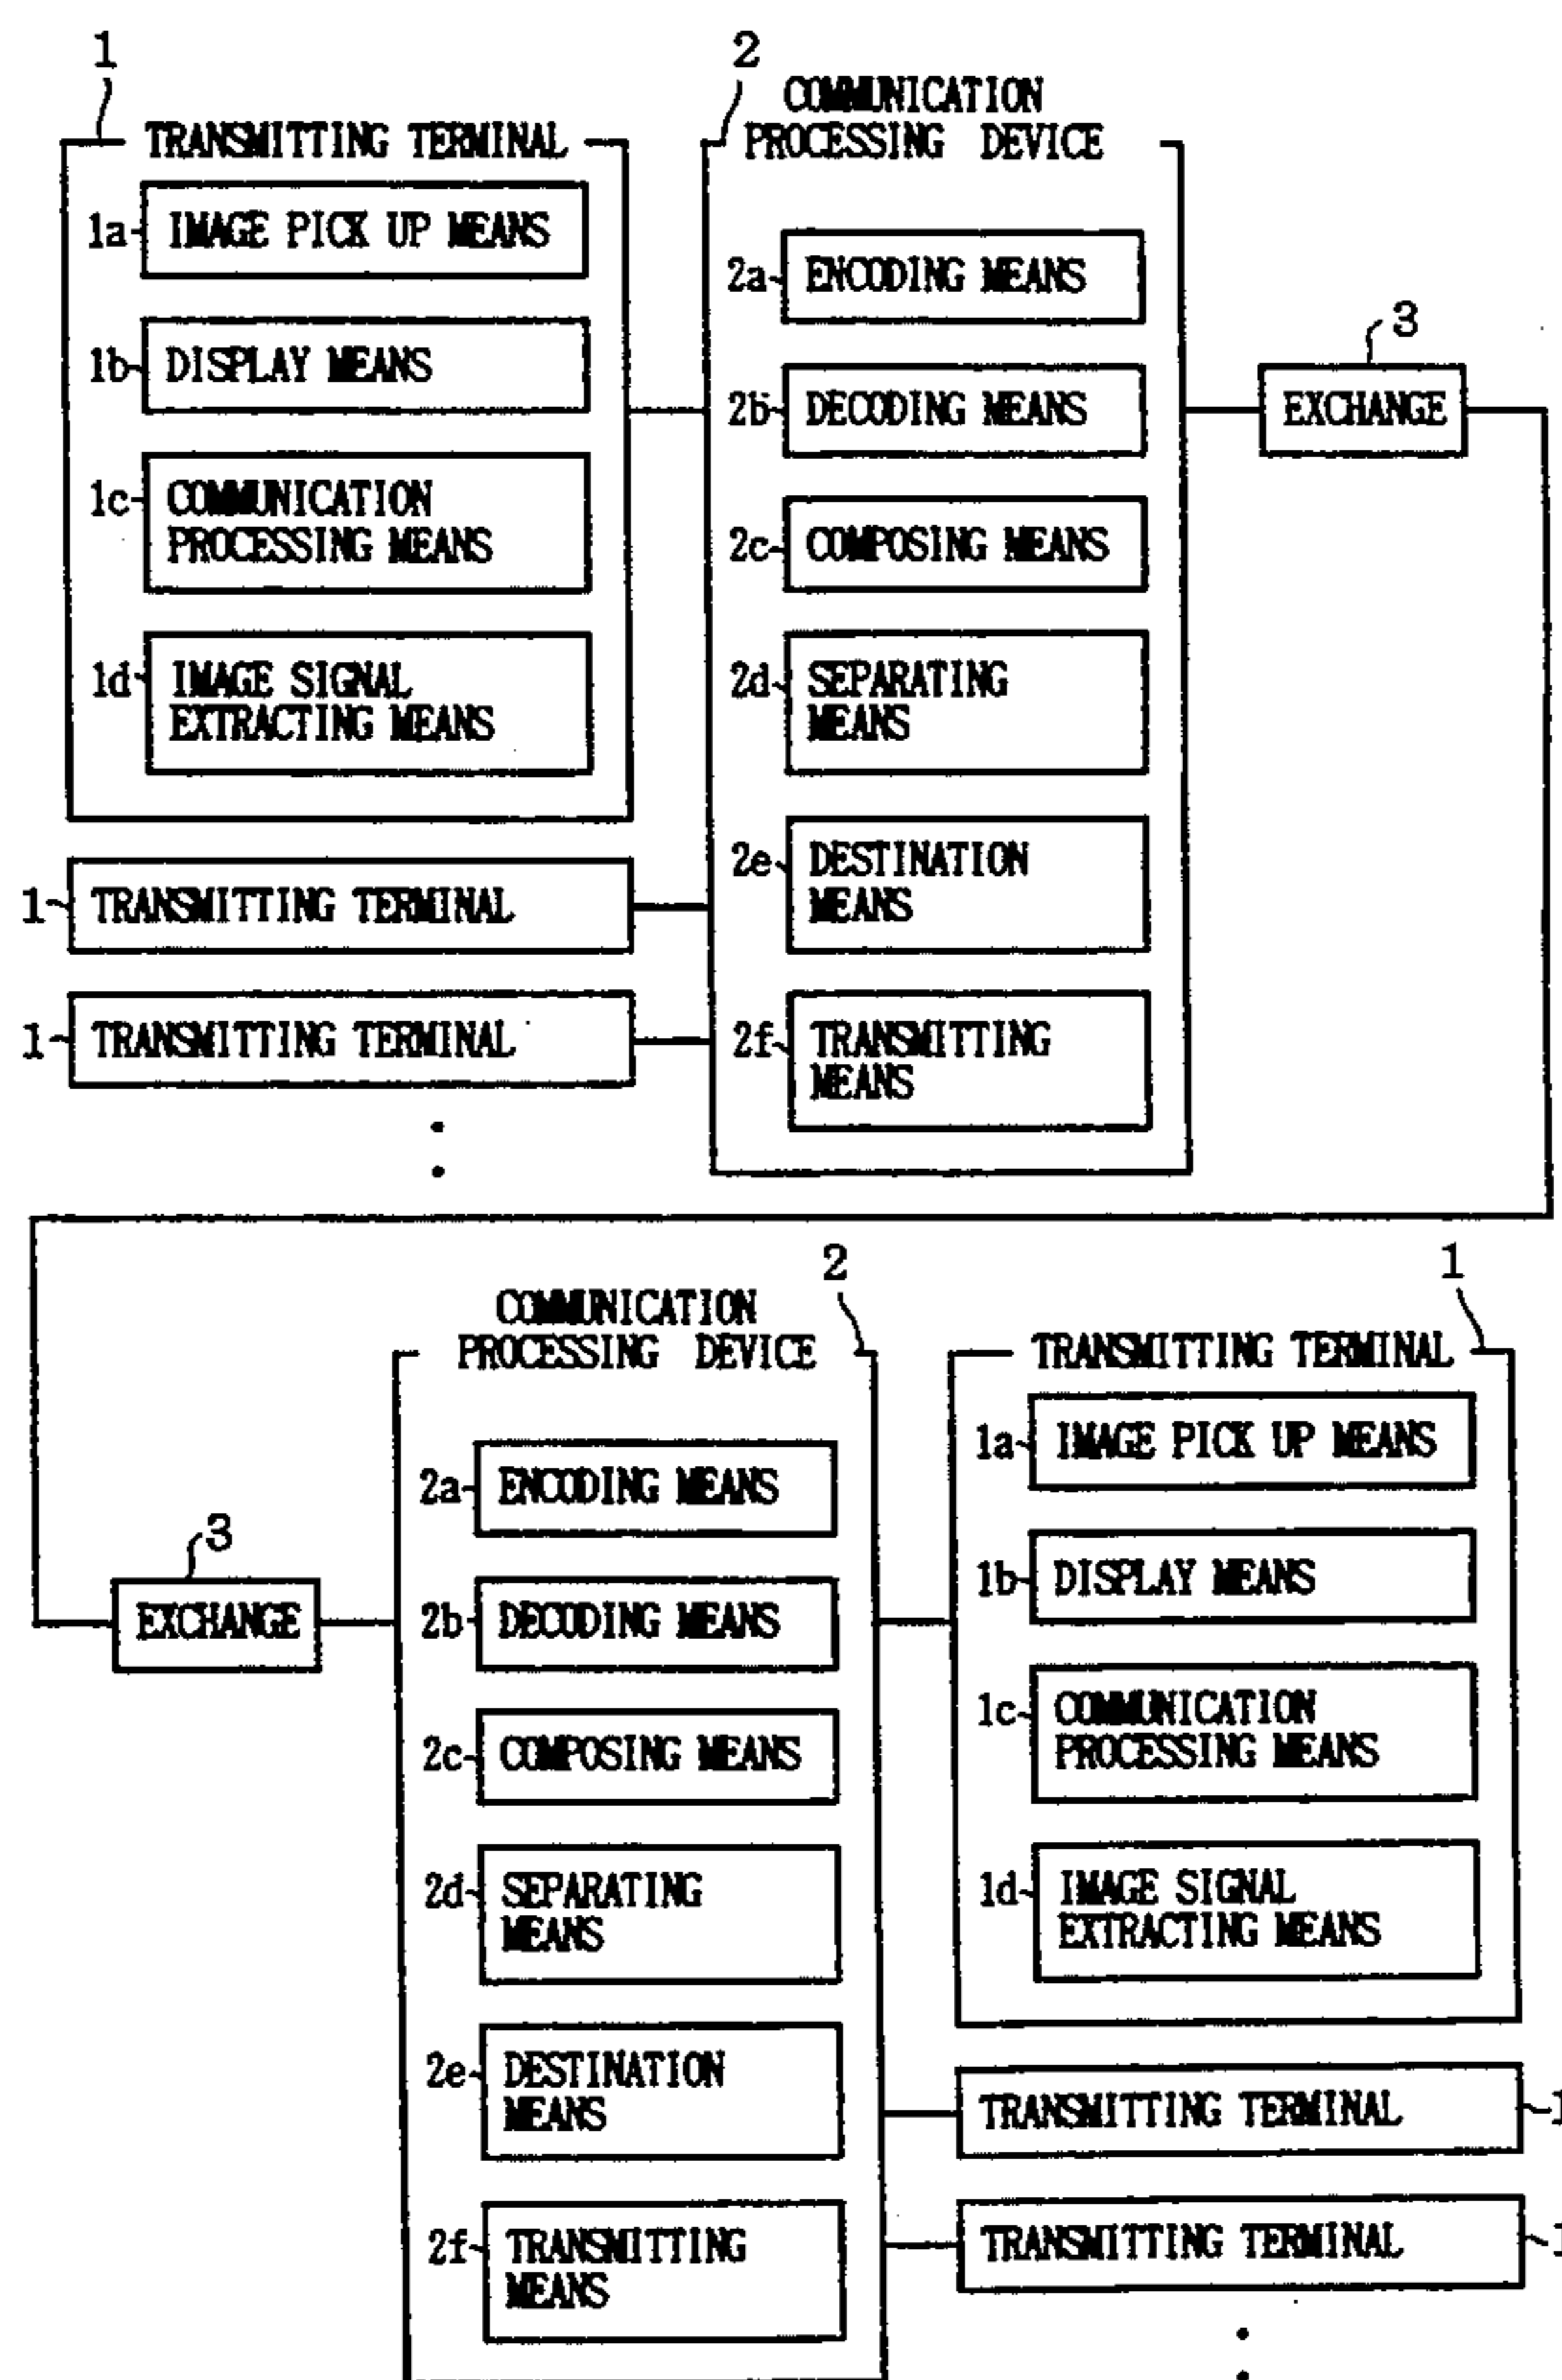 1
TRANSMITTING TERMINAL
1a
IMAGE PICK UP MEANS
1b
DISPLAY MEANS
1c
COMMUNICATION
PROCESSING MEANS
1d
IMAGE SIGNAL
EXTRACTING MEANS
1
TRANSMITTING TERMINAL
1
TRANSMITTING TERMINAL
2
COMMUNICATION
PROCESSING DEVICE
2a
ENCODING MEANS
2b
DECODING MEANS
2c
COMPOSING MEANS
2d
SEPARATING
MEANS
2e
DESTINATION
MEANS
2f
TRANSMITTING
MEANS
3
EXCHANGE
3
EXCHANGE
2
COMMUNICATION
PROCESSING DEVICE
2a
ENCODING MEANS
2b
DECODING MEANS
2c
COMPOSING MEANS
2d
SEPARATING
MEANS
2e
DESTINATION
MEANS
2f
TRANSMITTING
MEANS
1
TRANSMITTING TERMINAL
1a
IMAGE PICK UP MEANS
1b
DISPLAY MEANS
1c
COMMUNICATION
PROCESSING MEANS
1d
IMAGE SIGNAL
EXTRACTING MEANS
TRANSMITTING TERMINAL
1
TRANSMITTING TERMINAL
1